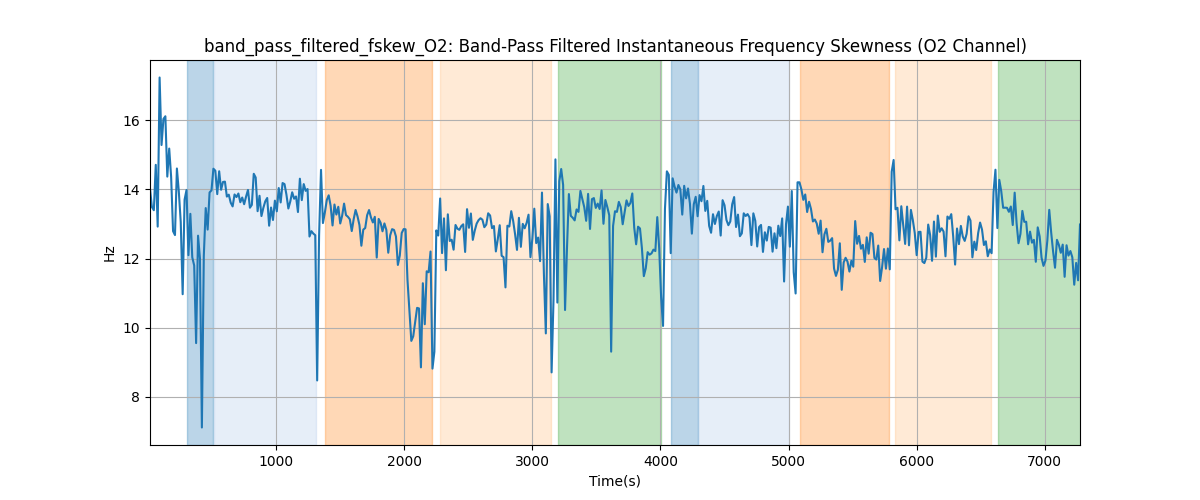 band_pass_filtered_fskew_O2: Band-Pass Filtered Instantaneous Frequency Skewness (O2 Channel)
16
14
12
10
8
Hz
1000 2000 3000 4000 5000 6000 7000
Time(s)